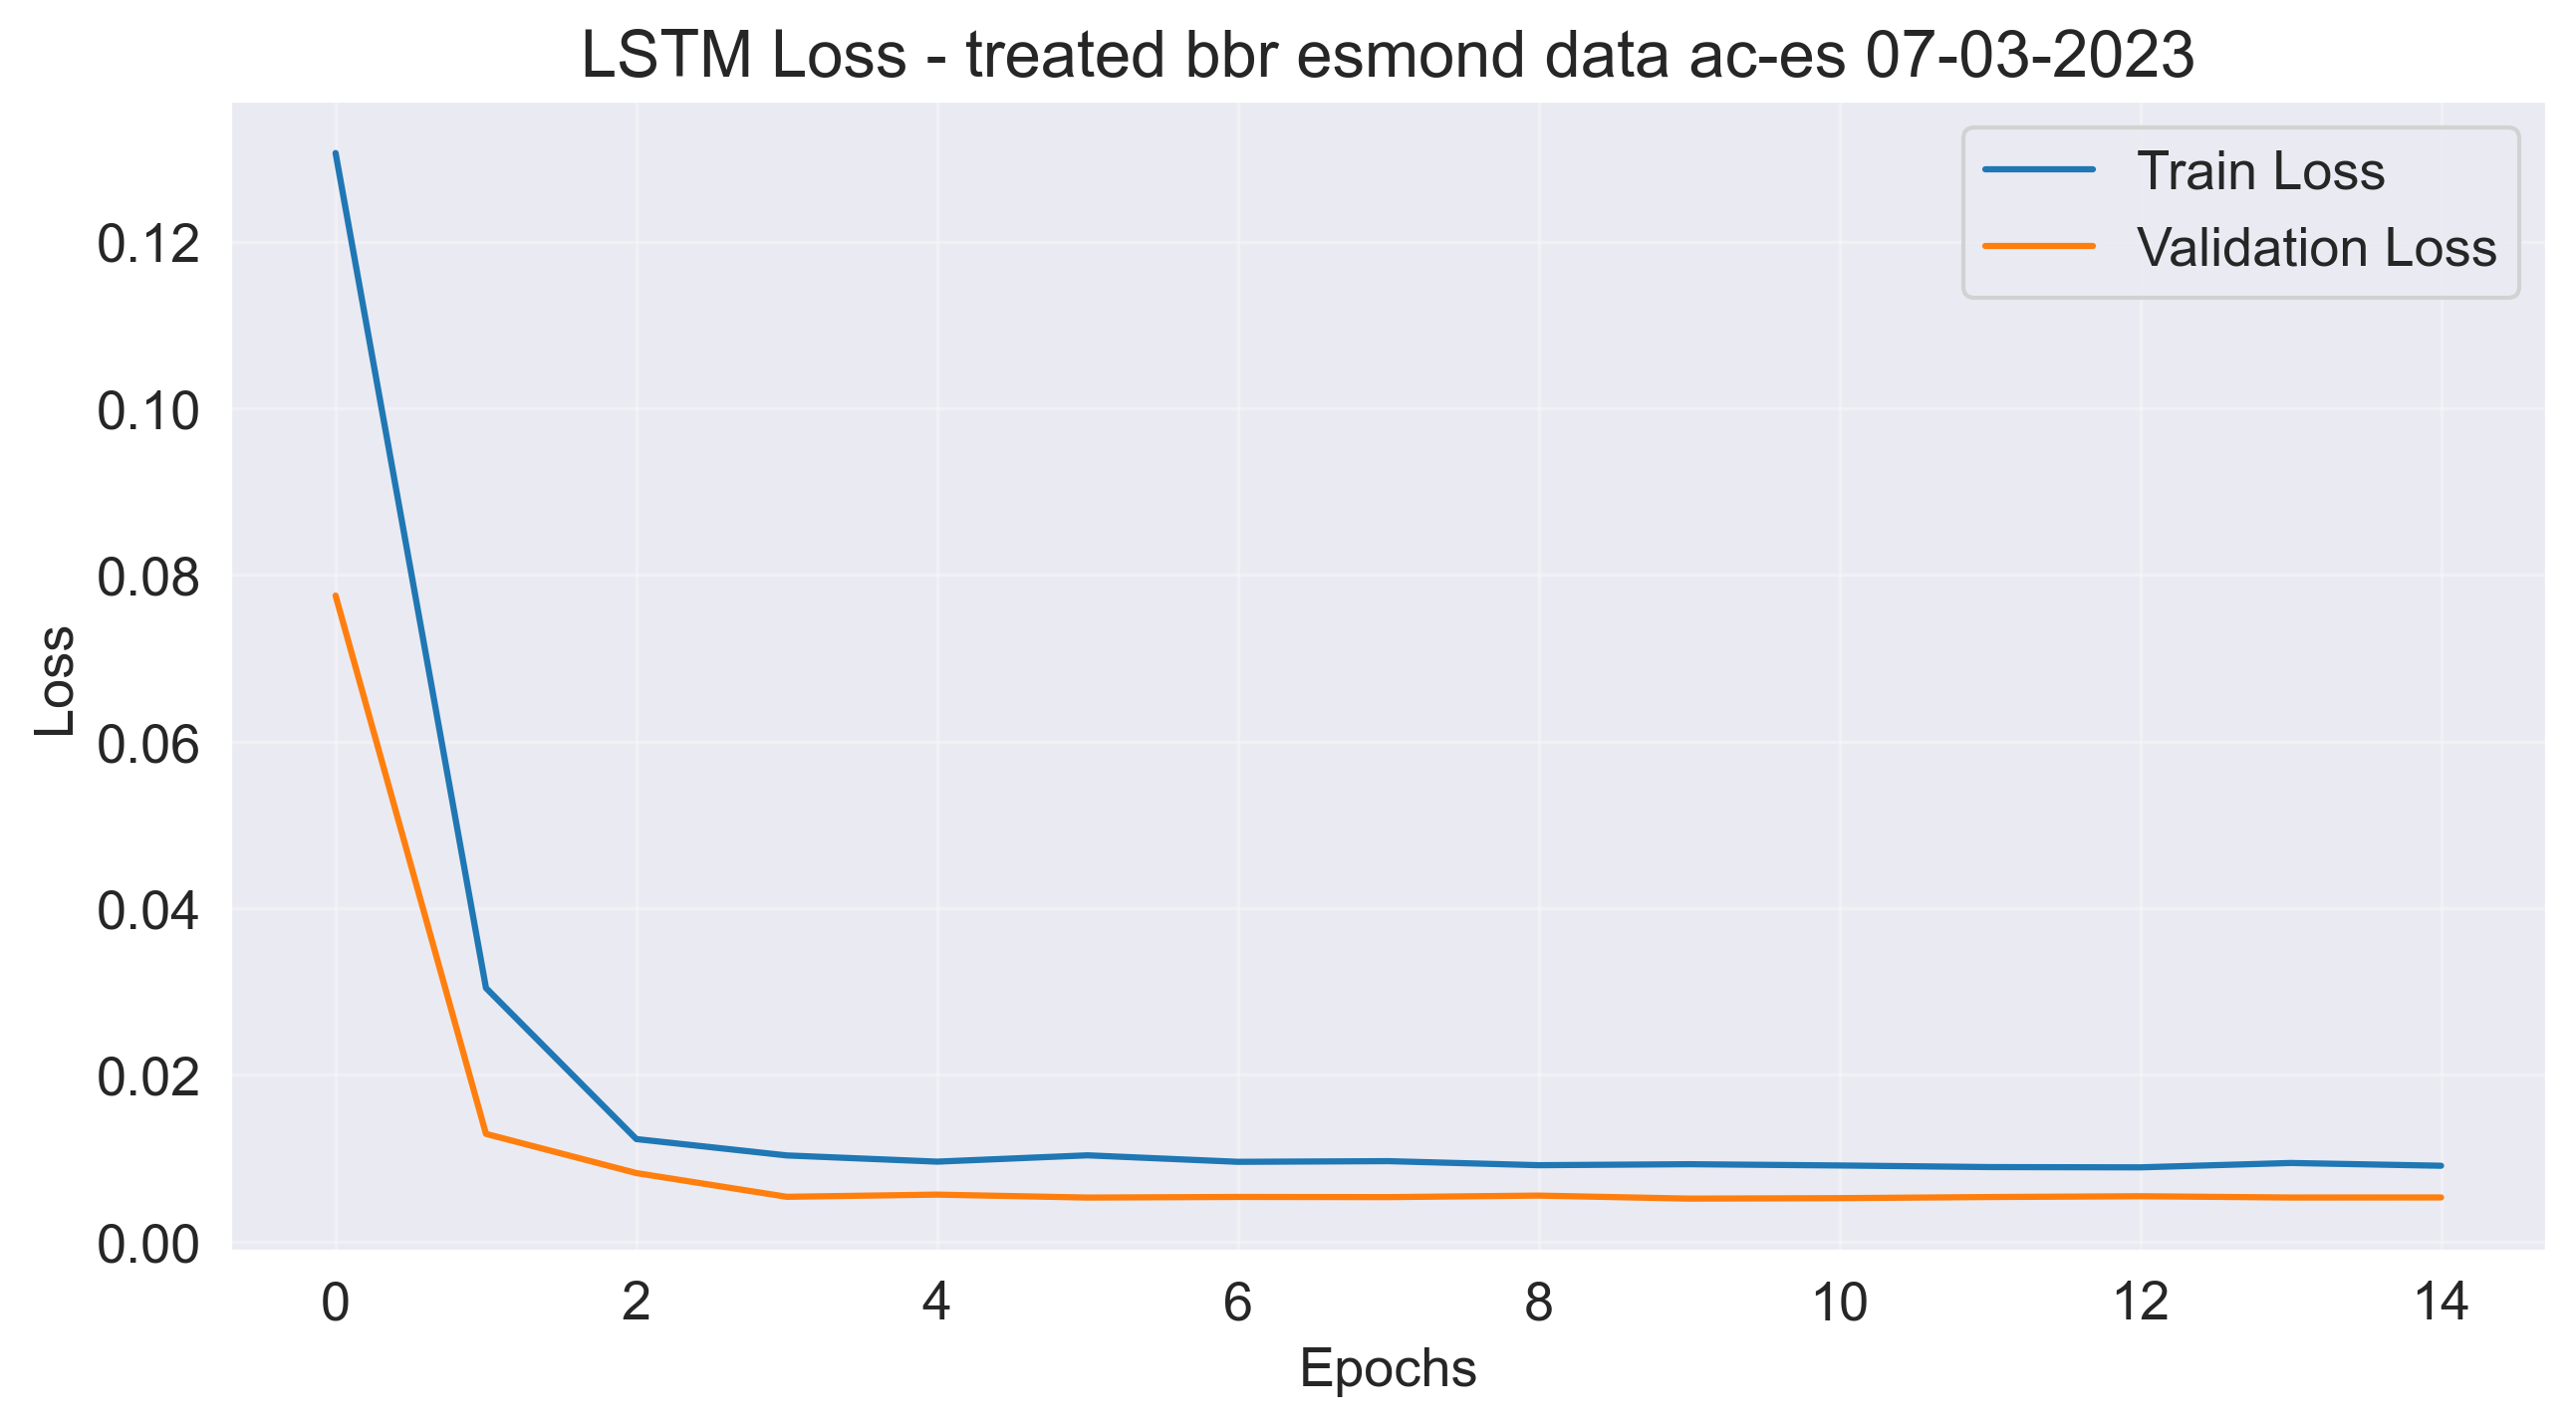 LSTM Loss - treated bbr esmond data ac-es 07-03-2023
Train Loss
Validation Loss
0.12
0.10
0.08
0.06
0.04
0.02
0.00
Loss
0 2 4 6 8 10 12 14
Epochs